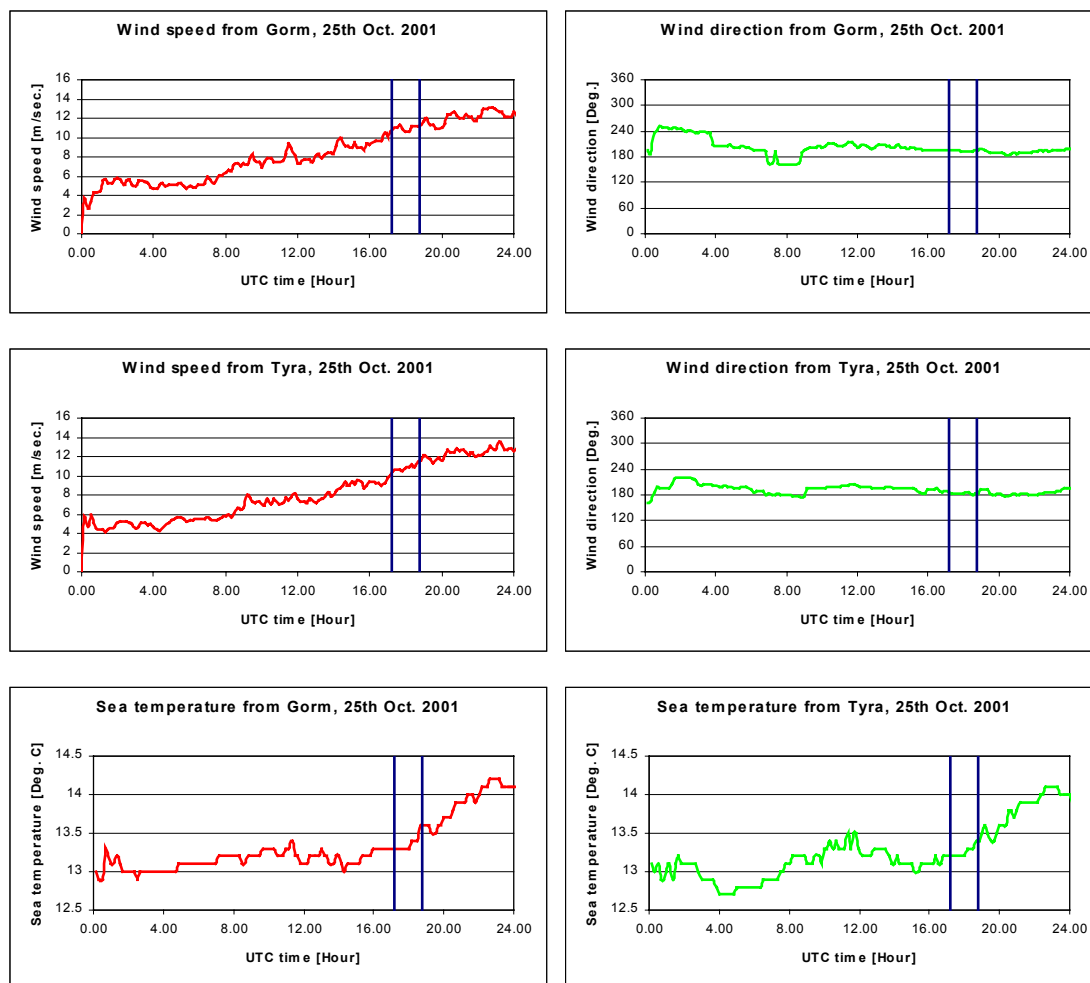 Wind speed from Gorm, 25th Oct. 2001
Wind speed [m/sec.]
16
14
12
10
8
6
4
2
0
0.00 4.00 8.00 12.00 16.00 20.00 24.00
UTC time [Hour]
Wind direction from Gorm, 25th Oct. 2001
Wind direction [Deg.]
360
300
240
180
120
60
0
0.00 4.00 8.00 12.00 16.00 20.00 24.00
UTC time [Hour]
Wind speed from Tyra, 25th Oct. 2001
Wind speed [m/sec.]
16
14
12
10
8
6
4
2
0
0.00 4.00 8.00 12.00 16.00 20.00 24.00
UTC time [Hour]
Wind direction from Tyra, 25th Oct. 2001
Wind direction [Deg.]
360
300
240
180
120
60
0
0.00 4.00 8.00 12.00 16.00 20.00 24.00
UTC time [Hour]
Sea temperature from Gorm, 25th Oct. 2001
Sea temperature [Deg. C]
14.5
14
13.5
13
12.5
0.00 4.00 8.00 12.00 16.00 20.00 24.00
UTC time [Hour]
Sea temperature from Tyra, 25th Oct. 2001
Sea temperature [Deg. C]
14.5
14
13.5
13
12.5
0.00 4.00 8.00 12.00 16.00 20.00 24.00
UTC time [Hour]